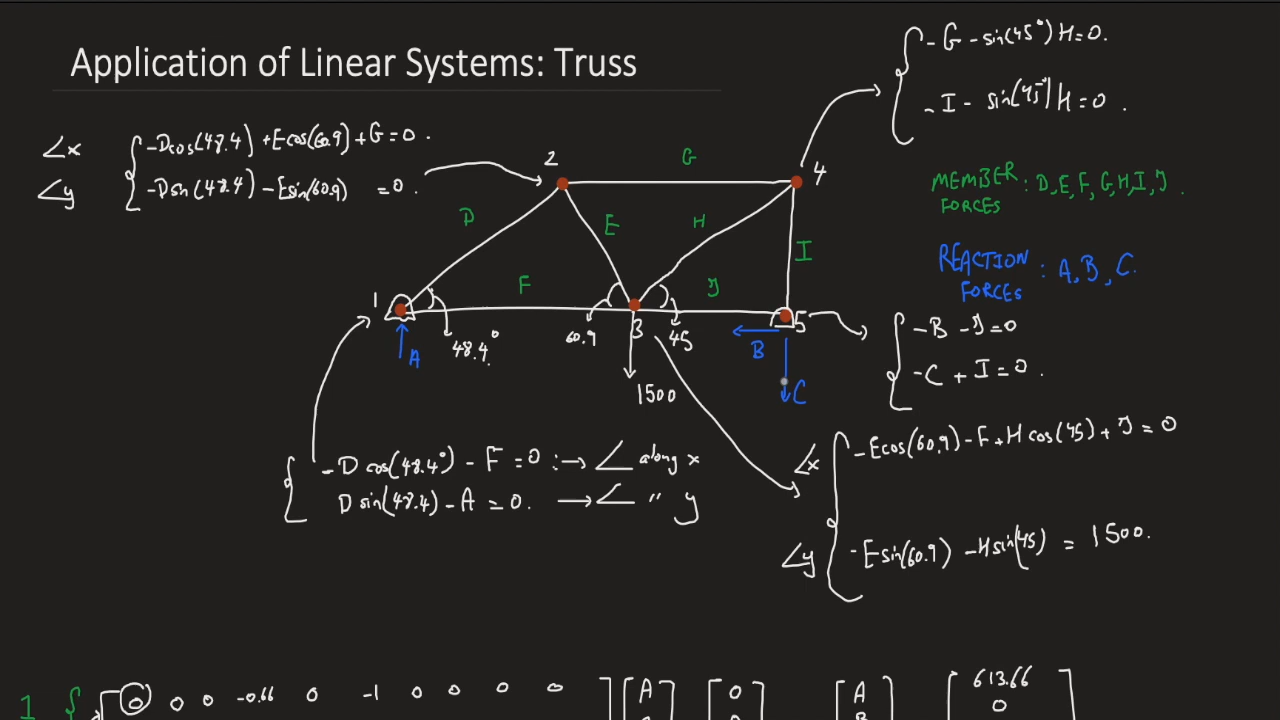 Application of Linear Systems: Truss
∠x { -Dcos(48.4) + Ecos(60.9) + G = 0.
∠y { -Dsin(48.4) - Esin(60.9) = 0.
{ -G - sin(45°)H = 0.
-I - sin(45°)H = 0.
MEMBER FORCES : D, E, F, G, H, I, J.
REACTION FORCES : A, B, C.
2
G
4
D
E
H
I
1
F
J
A
48.4°
60.9
3
45
5
B
C
1500
{ -B - J = 0
-C + I = 0.
{ -D cos(48.4°) - F = 0 :→ ∠ along x
D sin(48.4) - A = 0. → ∠ " y
∠x { -Ecos(60.9) - F + H cos(45) + J = 0
∠y { -Esin(60.9) - Hsin(45) = 1500.
1 { [ 0 0 0 -0.66 0 -1 0 0 0 0 ] [ A ] [ 0 ] [ A ] [ 613.66
0